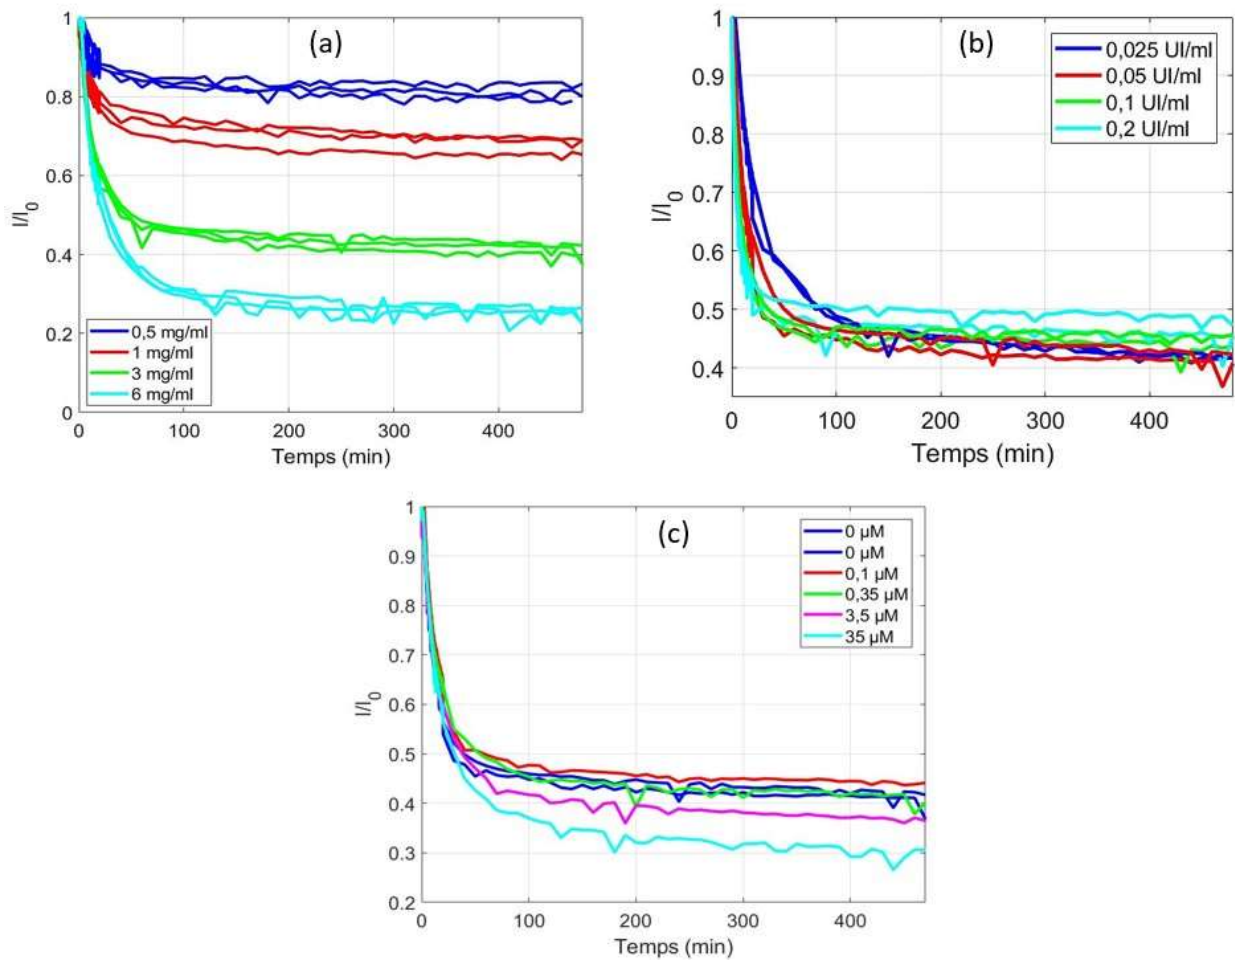 (a)
1
0.8
0.6
0.4
0.2
0
I/I0
0,5 mg/ml
1 mg/ml
3 mg/ml
6 mg/ml
0 100 200 300 400
Temps (min)
(b)
1
0.9
0.8
0.7
0.6
0.5
0.4
I/I0
0,025 UI/ml
0,05 UI/ml
0,1 UI/ml
0,2 UI/ml
0 100 200 300 400
Temps (min)
(c)
1
0.9
0.8
0.7
0.6
0.5
0.4
0.3
0.2
I/I0
0 µM
0 µM
0,1 µM
0,35 µM
3,5 µM
35 µM
0 100 200 300 400
Temps (min)